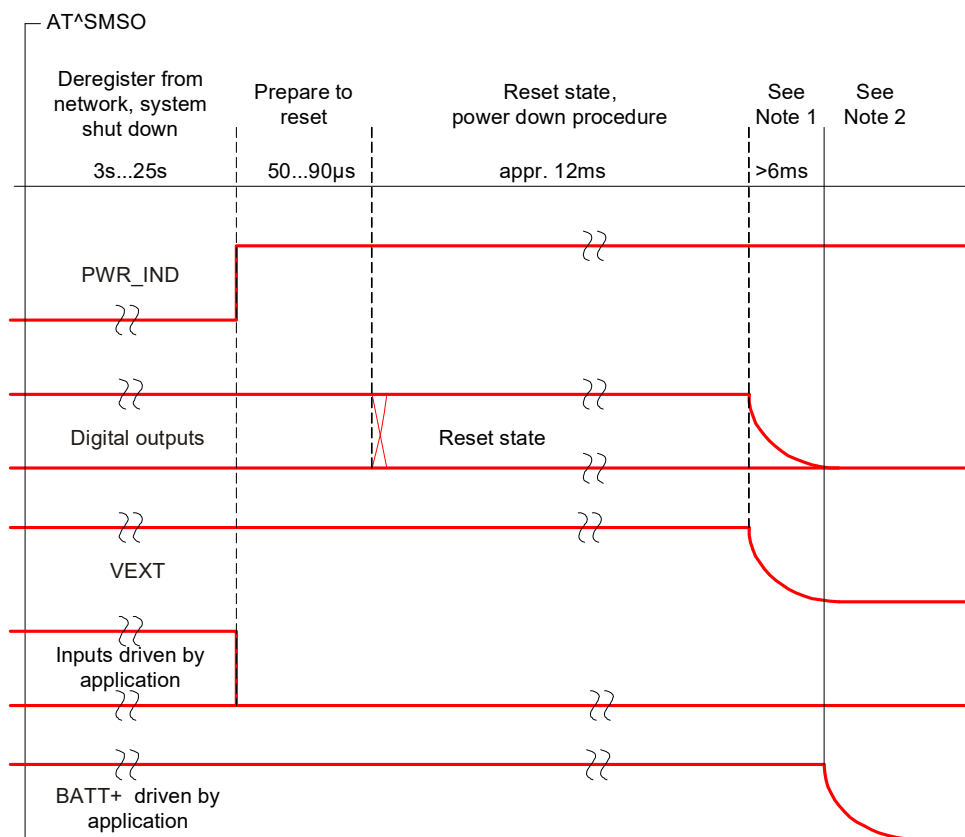 AT^SMSO
Deregister from
network, system
shut down
Prepare to
reset
Reset state,
power down procedure
See
Note 1
See
Note 2
3s...25s
50...90µs
appr. 12ms
>6ms
PWR_IND
Digital outputs
Reset state
VEXT
Inputs driven by
application
BATT+ driven by
application